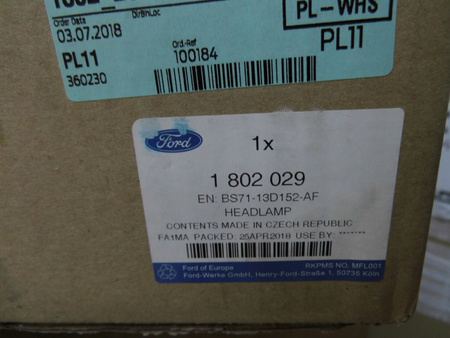 DirBinLoc
Order Date
03.07.2018
PL-WHS
PL11
Ord-Ref
100184
PL11
360230
Ford
1x
1 802 029
EN: BS71-13D152-AF
HEADLAMP
CONTENTS MADE IN CZECH REPUBLIC
FA1MA PACKED: 25APR2018 USE BY: **-**-**
Ford of Europe
RKPMS NO. MFL001
Ford-Werke GmbH, Henry-Ford-Straße 1, 50735 Köln